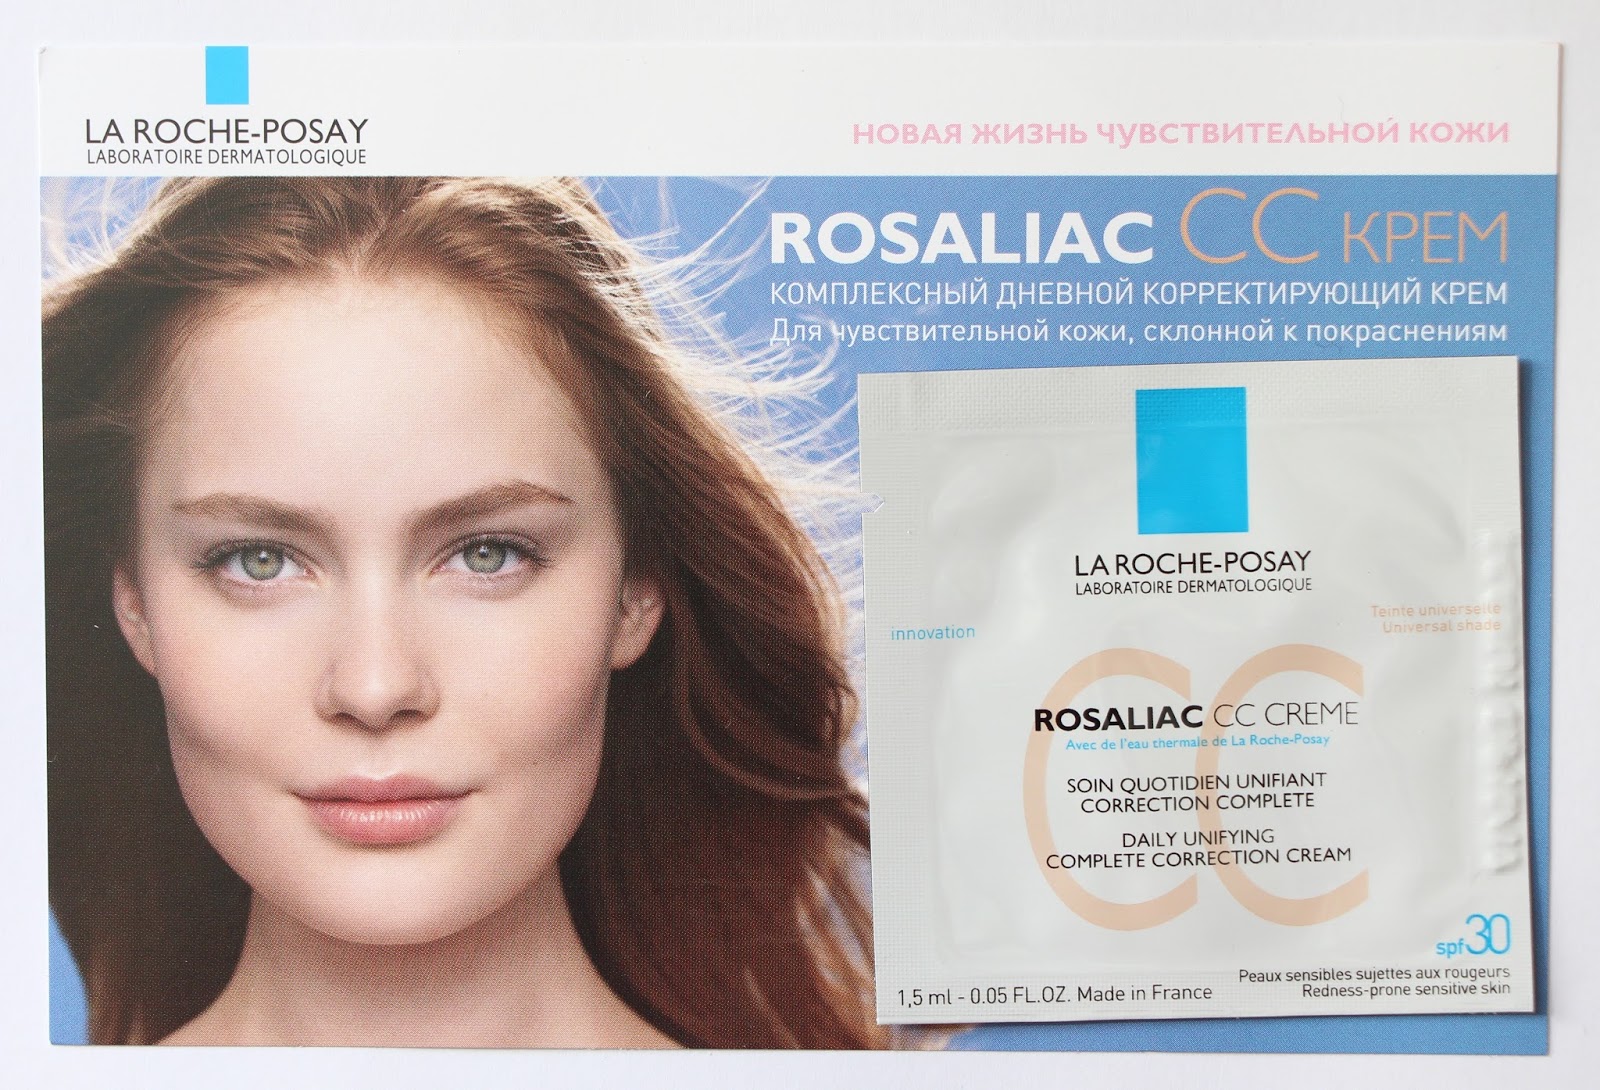 LA ROCHE-POSAY
LABORATOIRE DERMATOLOGIQUE
НОВАЯ ЖИЗНЬ ЧУВСТВИТЕЛЬНОЙ КОЖИ
ROSALIAC CC КРЕМ
КОМПЛЕКСНЫЙ ДНЕВНОЙ КОРРЕКТИРУЮЩИЙ КРЕМ
Для чувствительной кожи, склонной к покраснениям
LA ROCHE-POSAY
LABORATOIRE DERMATOLOGIQUE
innovation
Teinte universelle
Universal shade
CC
ROSALIAC CC CREME
Avec de l'eau thermale de La Roche-Posay
SOIN QUOTIDIEN UNIFIANT
CORRECTION COMPLETE
DAILY UNIFYING
COMPLETE CORRECTION CREAM
spf30
Peaux sensibles sujettes aux rougeurs
Redness-prone sensitive skin
1,5 ml - 0.05 FL.OZ. Made in France